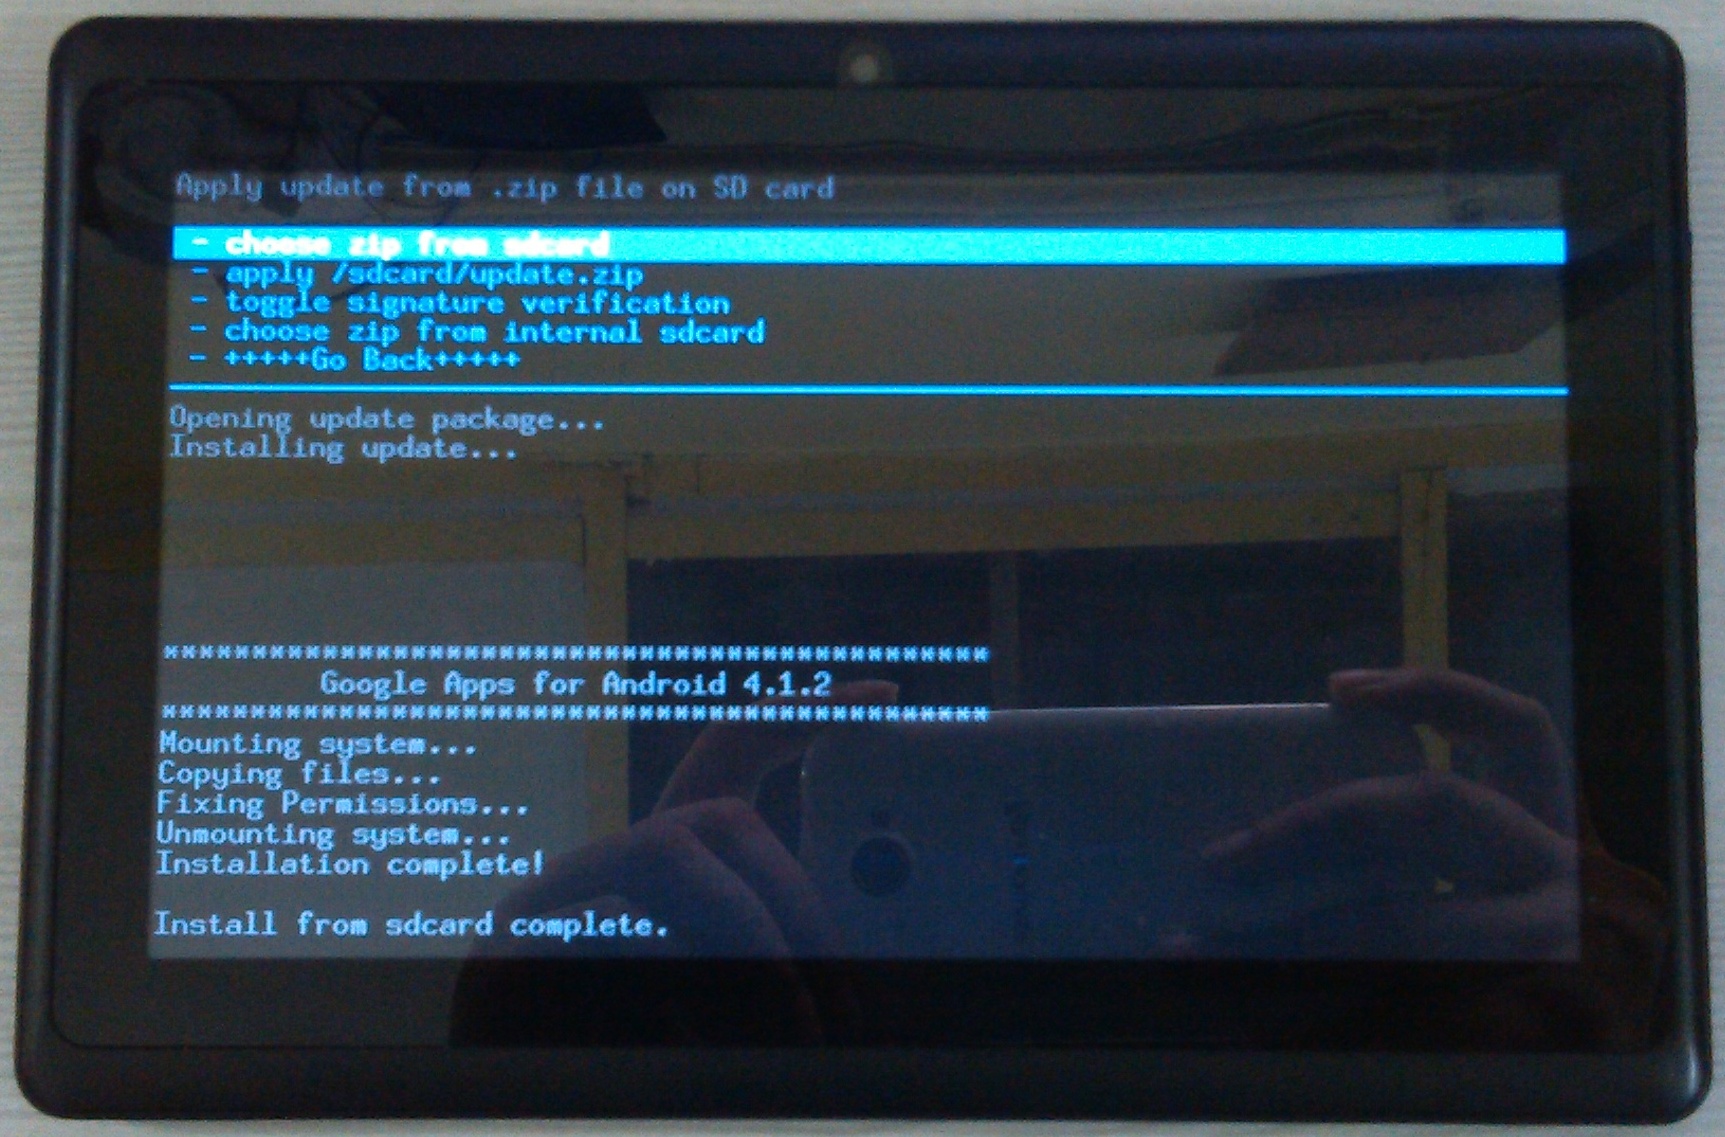 Apply update from .zip file on SD card
- choose zip from sdcard
- apply /sdcard/update.zip
- toggle signature verification
- choose zip from internal sdcard
- +++++Go Back+++++
Opening update package...
Installing update...
***********************************************
Google Apps for Android 4.1.2
***********************************************
Mounting system...
Copying files...
Fixing Permissions...
Unmounting system...
Installation complete!
Install from sdcard complete.